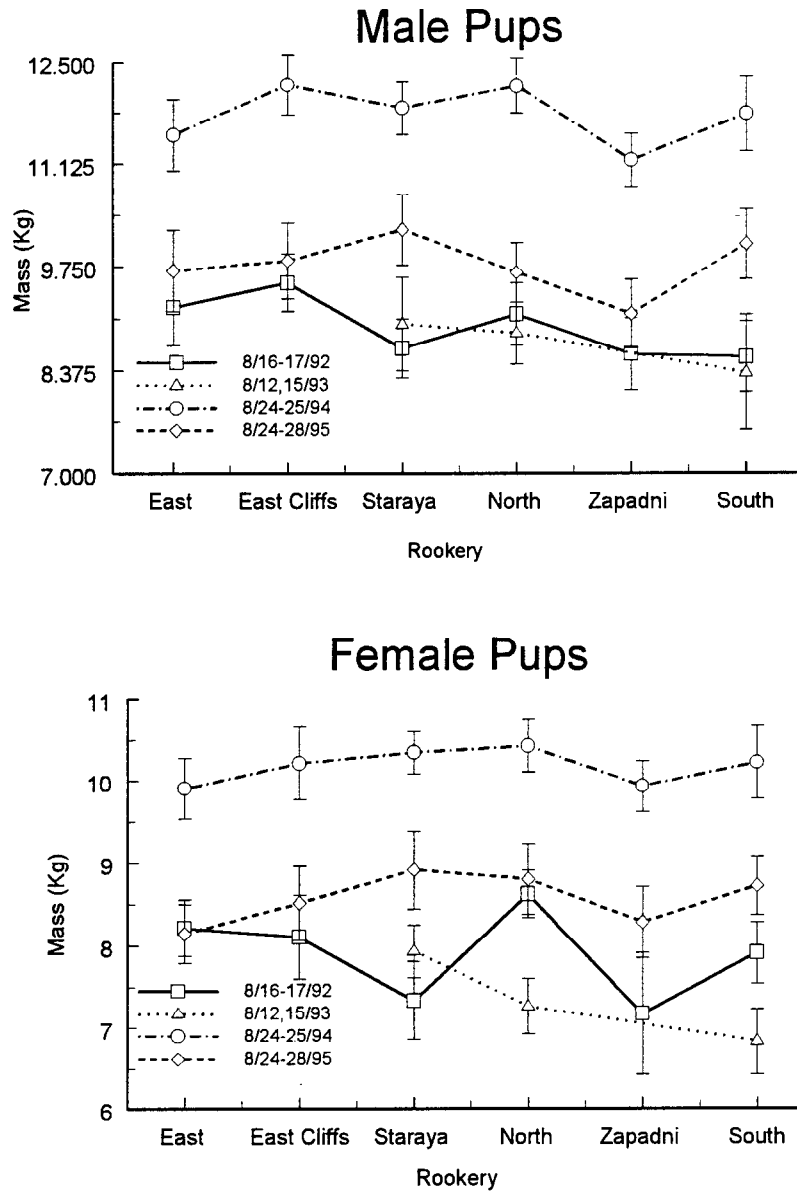 Male Pups
12.500
11.125
9.750
8.375
7.000
Mass (Kg)
8/16-17/92
8/12,15/93
8/24-25/94
8/24-28/95
East
East Cliffs
Staraya
North
Zapadni
South
Rookery
Female Pups
11
10
9
8
7
6
Mass (Kg)
8/16-17/92
8/12,15/93
8/24-25/94
8/24-28/95
East
East Cliffs
Staraya
North
Zapadni
South
Rookery